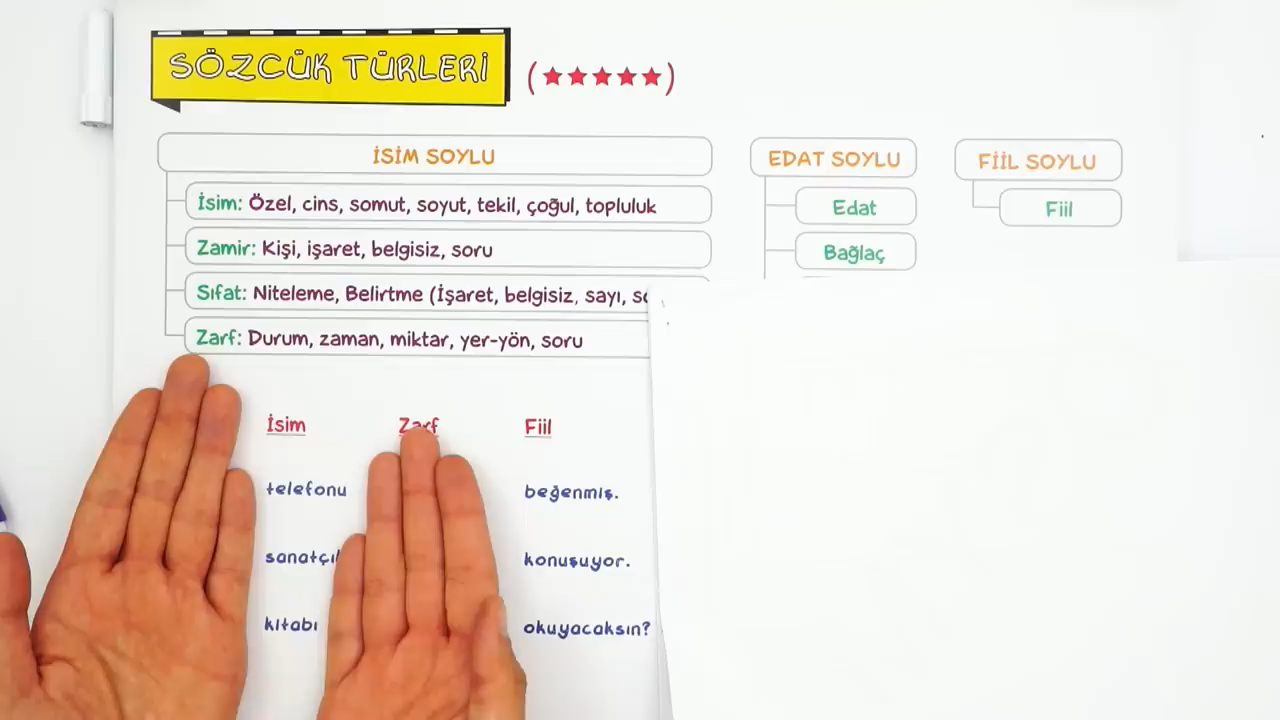 SÖZCÜK TÜRLERİ (★★★★★)
İSİM SOYLU
İsim: Özel, cins, somut, soyut, tekil, çoğul, topluluk
Zamir: Kişi, işaret, belgisiz, soru
Sıfat: Niteleme, Belirtme (İşaret, belgisiz, sayı,
Zarf: Durum, zaman, miktar, yer-yön, soru
EDAT SOYLU
Edat
Bağlaç
FİİL SOYLU
Fiil
İsim Zarf Fiil
telefonu beğenmiş.
konuşuyor.
kitabı okuyacaksın?